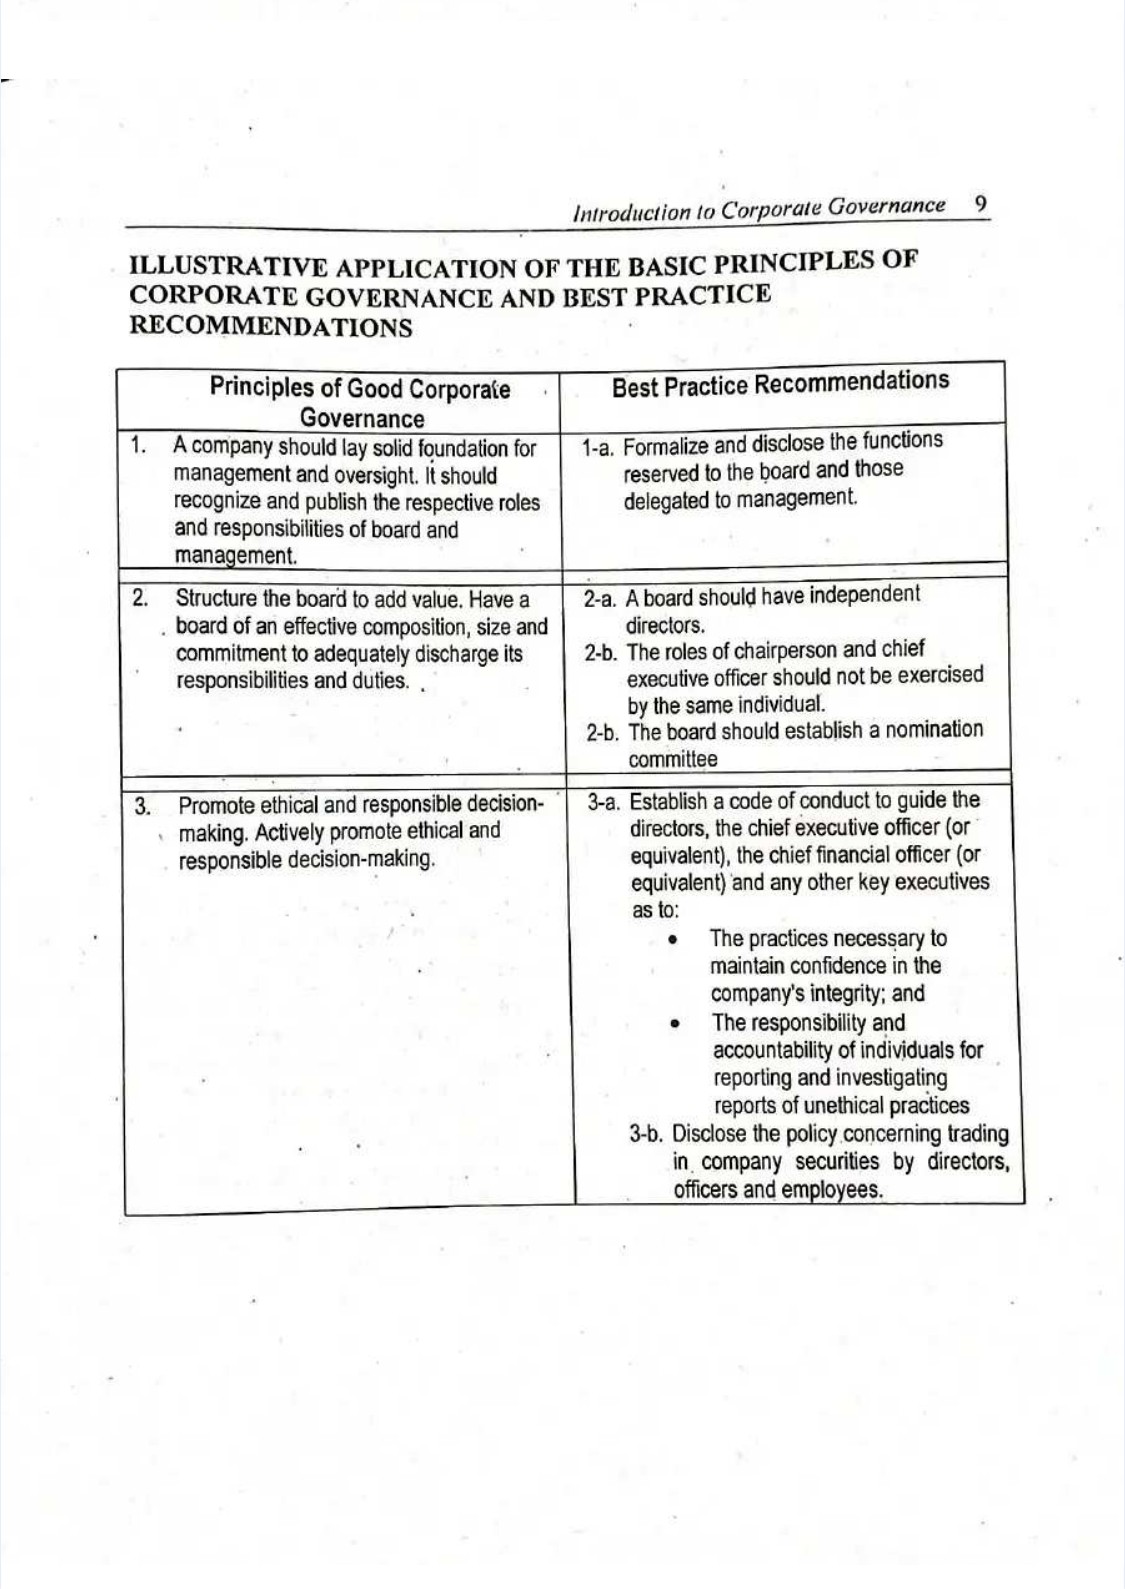 Introduction to Corporate Governance 9
ILLUSTRATIVE APPLICATION OF THE BASIC PRINCIPLES OF
CORPORATE GOVERNANCE AND BEST PRACTICE
RECOMMENDATIONS
Principles of Good Corporate
Governance
1. A company should lay solid foundation for
management and oversight. it should
recognize and publish the respective roles
and responsibilities of board and
management.
Best Practice Recommendations
1-a. Formalize and disclose the functions
reserved to the board and those
delegated to management.
2. Structure the board to add value. Have a
board of an effective composition, size and
commitment to adequately discharge its
responsibilities and duties.
2-a. A board should have independent
directors.
2-b. The roles of chairperson and chief
executive officer should not be exercised
by the same individual.
2-b. The board should establish a nomination
committee
3. Promote ethical and responsible decision-
making. Actively promote ethical and
responsible decision-making.
3-a. Establish a code of conduct to guide the
directors, the chief executive officer (or
equivalent), the chief financial officer (or
equivalent) and any other key executives
as to:
• The practices necessary to
maintain confidence in the
company's integrity; and
• The responsibility and
accountability of individuals for
reporting and investigating
reports of unethical practices
3-b. Disclose the policy concerning trading
in company securities by directors,
officers and employees.